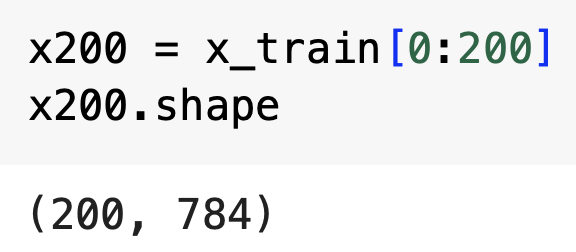 x200 = x_train[0:200]
x200.shape
(200, 784)